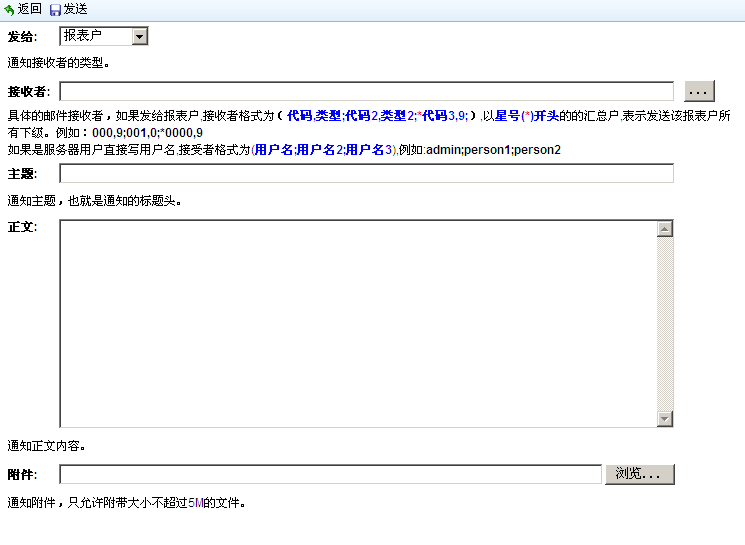 返回 发送
发给: 报表户
通知接收者的类型。
接收者: ...
具体的邮件接收者，如果发给报表户,接收者格式为（代码,类型;代码2,类型2;*代码3,9;）,以星号(*)开头的的汇总户,表示发送该报表户所
有下级。例如：000,9;001,0;*0000,9
如果是服务器用户直接写用户名,接受者格式为(用户名;用户名2;用户名3),例如:admin;person1;person2
主题:
通知主题，也就是通知的标题头。
正文:
通知正文内容。
附件: 浏览...
通知附件，只允许附带大小不超过5M的文件。